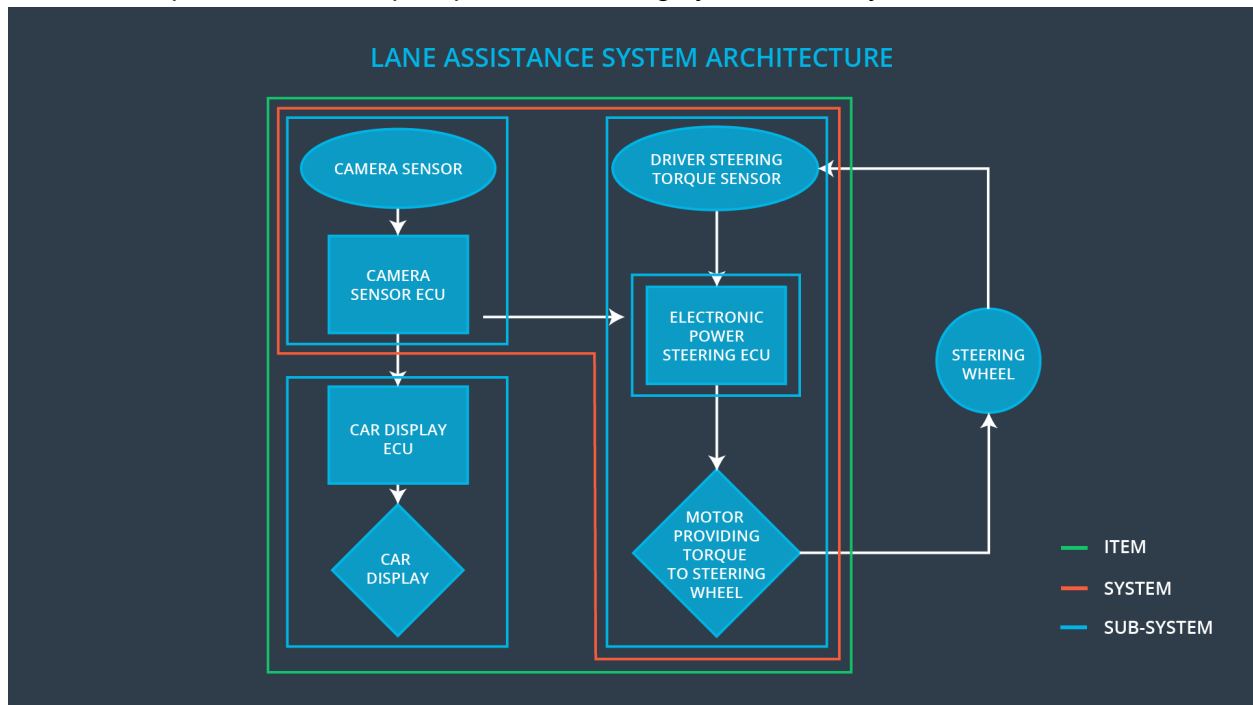 LANE ASSISTANCE SYSTEM ARCHITECTURE
CAMERA SENSOR
CAMERA
SENSOR ECU
CAR DISPLAY
ECU
CAR
DISPLAY
DRIVER STEERING
TORQUE SENSOR
ELECTRONIC
POWER
STEERING ECU
MOTOR
PROVIDING
TORQUE
TO STEERING
WHEEL
STEERING
WHEEL
ITEM
SYSTEM
SUB-SYSTEM